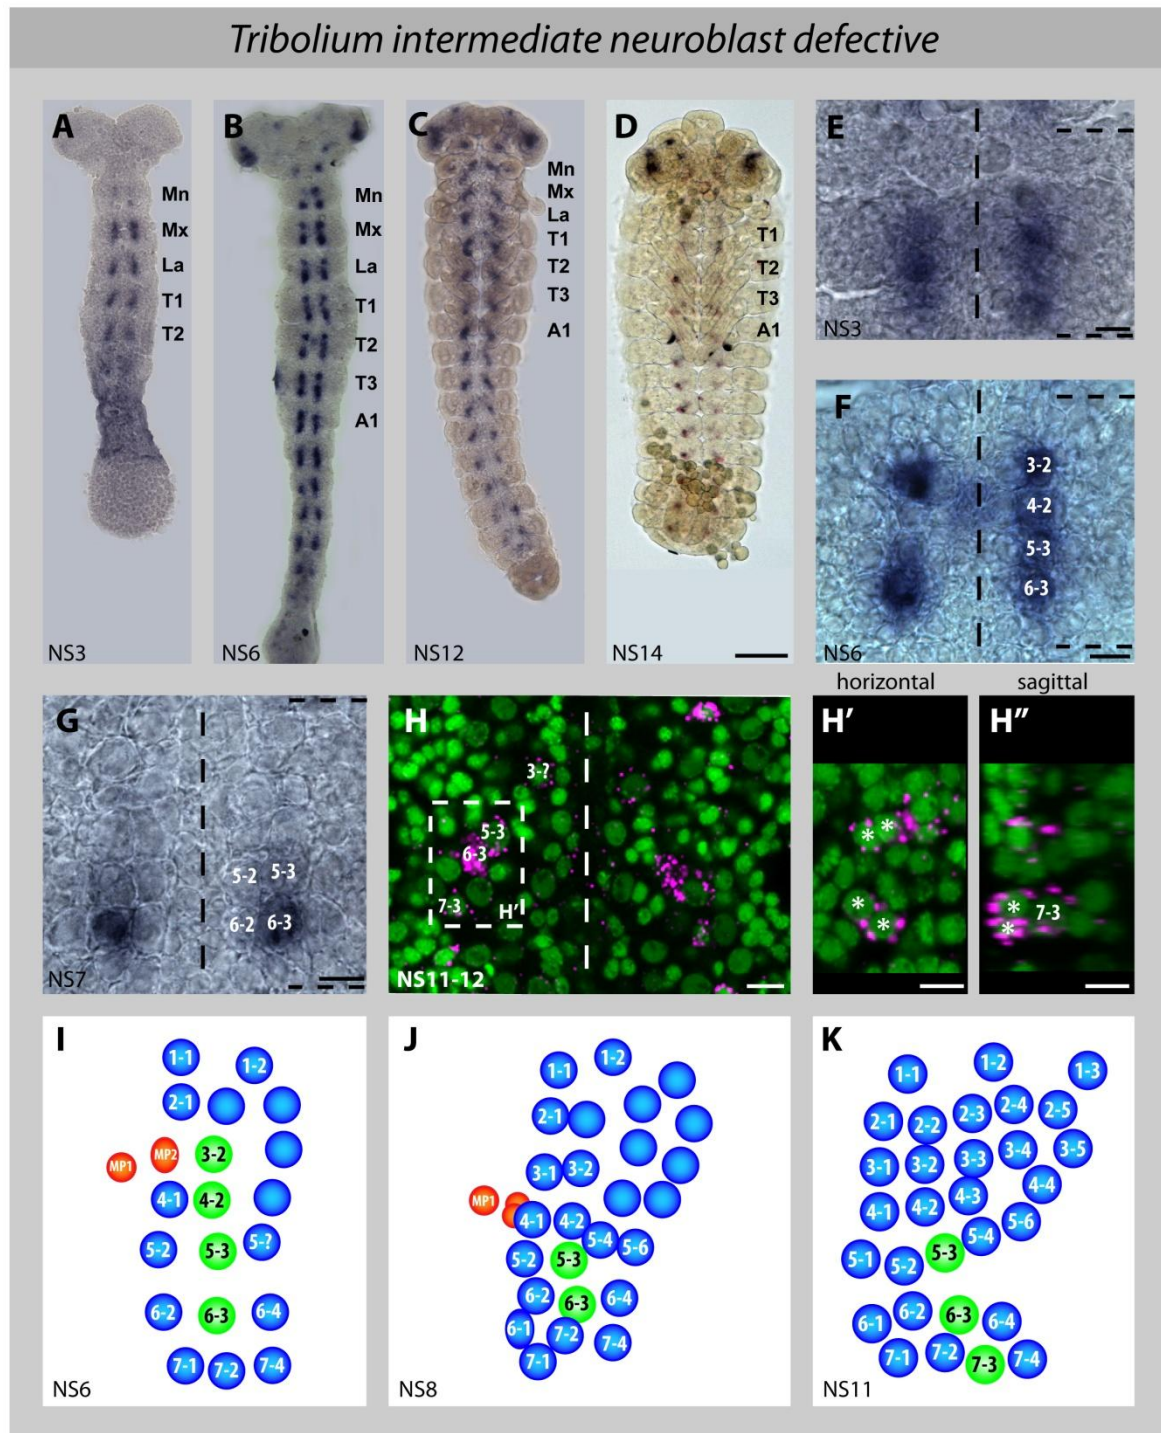 Tribolium intermediate neuroblast defective
A
Mn
Mx
La
T1
T2
NS3
B
Mn
Mx
La
T1
T2
T3
A1
NS6
C
Mn
Mx
La
T1
T2
T3
A1
NS12
D
T1
T2
T3
A1
NS14
E
NS3
F
3-2
4-2
5-3
6-3
NS6
G
5-2 5-3
6-2 6-3
NS7
H
3-?
5-3
6-3
7-3
H'
NS11-12
horizontal
H'
* *
*
*
sagittal
H"
*
7-3
*
I
1-1
1-2
2-1
MP1
MP2
3-2
4-1
4-2
5-2
5-3
5-?
6-2
6-3
6-4
7-1
7-2
7-4
NS6
J
1-1
1-2
2-1
3-1
3-2
MP1
4-1
4-2
5-4
5-6
5-2
5-3
6-2
6-3
6-4
6-1
7-2
7-4
7-1
NS8
K
1-1
1-2
1-3
2-1
2-2
2-3
2-4
2-5
3-1
3-2
3-3
3-4
3-5
4-1
4-2
4-3
4-4
5-1
5-2
5-3
5-4
5-6
6-1
6-2
6-3
6-4
7-1
7-2
7-3
7-4
NS11